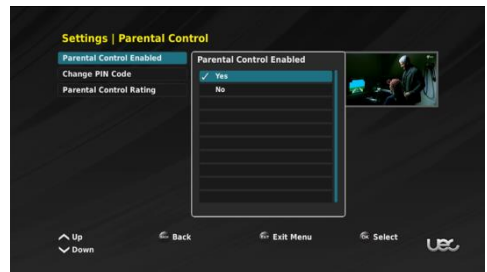 Settings | Parental Control
Parental Control Enabled
Change PIN Code
Parental Control Rating
Parental Control Enabled
✓ Yes
No
Up
Down
Back
Exit Menu
Select
UEC